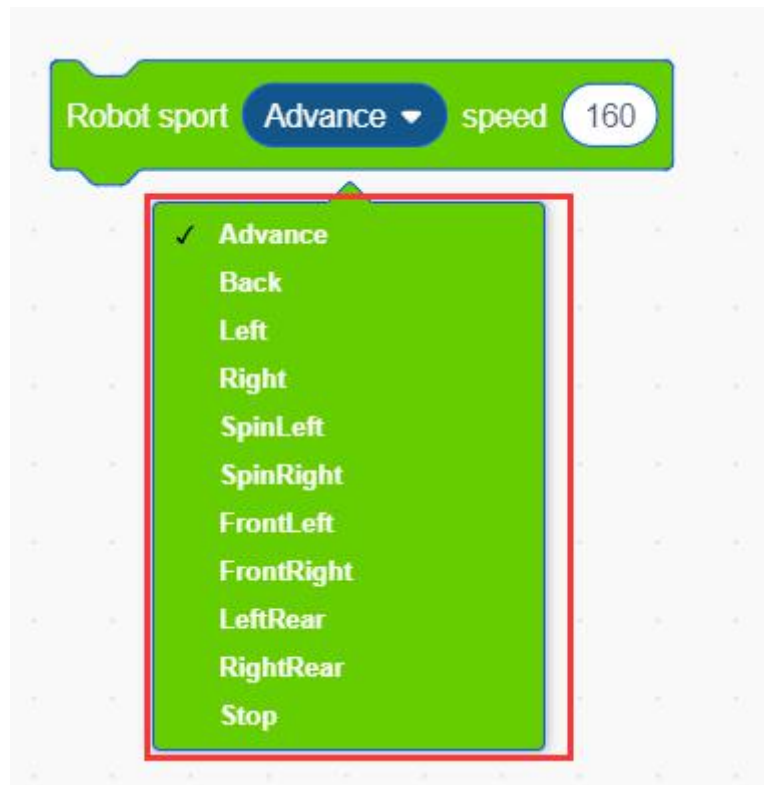 Robot sport Advance speed 160
✓ Advance
Back
Left
Right
SpinLeft
SpinRight
FrontLeft
FrontRight
LeftRear
RightRear
Stop